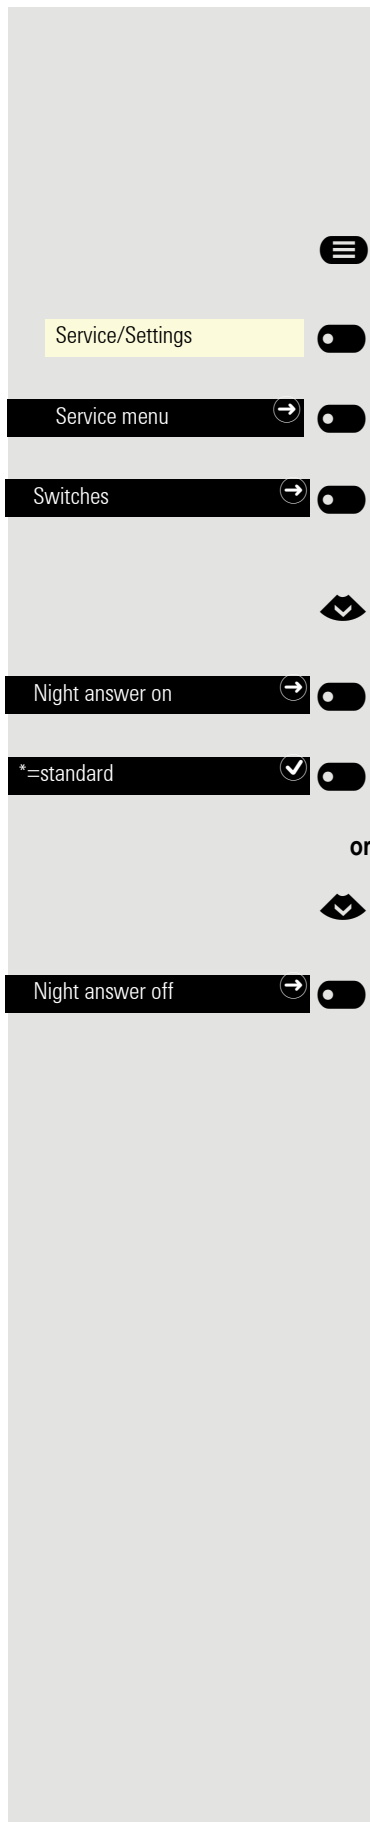 Service/Settings
Service menu
Switches
Night answer on
*=standard
or
Night answer off